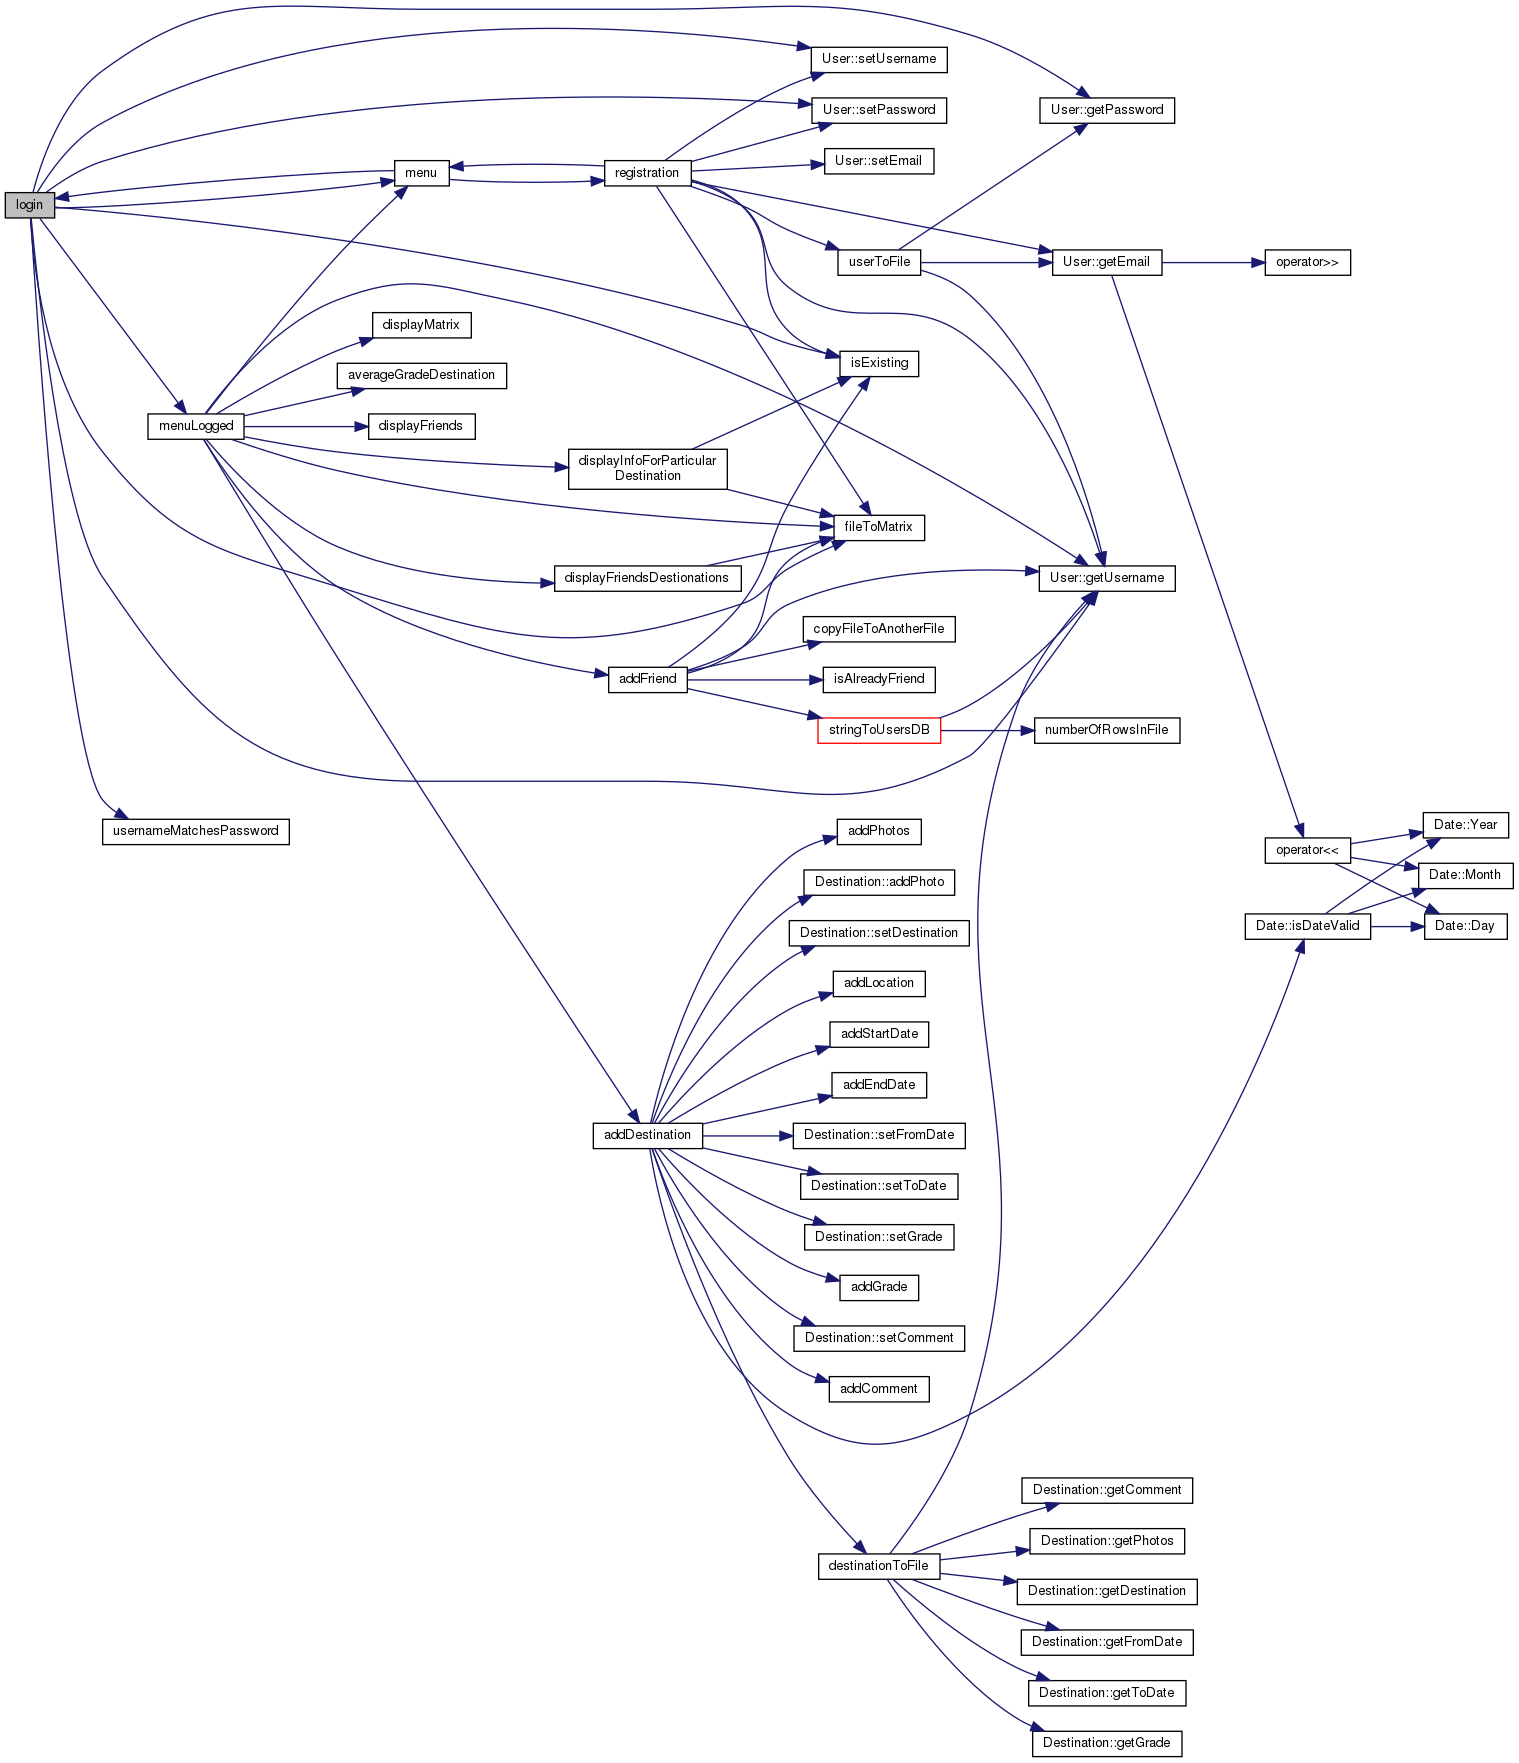 login
menu
registration
User::setUsername
User::setPassword
User::setEmail
User::getPassword
userToFile
User::getEmail
operator>>
displayMatrix
isExisting
averageGradeDestination
menuLogged
displayFriends
displayInfoForParticular
Destination
fileToMatrix
displayFriendsDestionations
User::getUsername
copyFileToAnotherFile
addFriend
isAlreadyFriend
stringToUsersDB
numberOfRowsInFile
usernameMatchesPassword
addPhotos
Date::Year
operator<<
Date::Month
Destination::addPhoto
Date::isDateValid
Date::Day
Destination::setDestination
addLocation
addStartDate
addEndDate
addDestination
Destination::setFromDate
Destination::setToDate
Destination::setGrade
addGrade
Destination::setComment
addComment
Destination::getComment
Destination::getPhotos
destinationToFile
Destination::getDestination
Destination::getFromDate
Destination::getToDate
Destination::getGrade